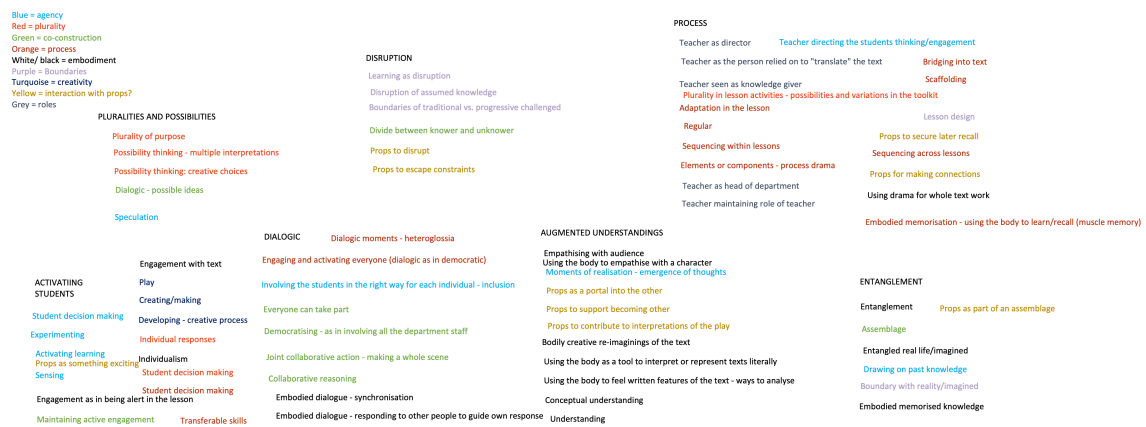 Blue = agency
Red = plurality
Green = co-construction
Orange = process
White/ black = embodiment
Purple = Boundaries
Turquoise = creativity
Yellow = interaction with props?
Grey = roles
PLURALITIES AND POSSIBILITIES
Plurality of purpose
Possibility thinking - multiple interpretations
Possibility thinking: creative choices
Dialogic - possible ideas
Speculation
DISRUPTION
Learning as disruption
Disruption of assumed knowledge
Boundaries of traditional vs. progressive challenged
Divide between knower and unknower
Props to disrupt
Props to escape constraints
PROCESS
Teacher as director
Teacher directing the students thinking/engagement
Teacher as the person relied on to "translate" the text
Bridging into text
Scaffolding
Teacher seen as knowledge giver
Plurality in lesson activities - possibilities and variations in the toolkit
Adaptation in the lesson
Lesson design
Regular
Props to secure later recall
Sequencing within lessons
Sequencing across lessons
Elements or components - process drama
Props for making connections
Teacher as head of department
Using drama for whole text work
Teacher maintaining role of teacher
Embodied memorisation - using the body to learn/recall (muscle memory)
ACTIVATIING
STUDENTS
Student decision making
Experimenting
Activating learning
Props as something exciting
Sensing
Engagement as in being alert in the lesson
Maintaining active engagement
Engagement with text
Play
Creating/making
Developing - creative process
Individual responses
Individualism
Student decision making
Student decision making
Transferable skills
DIALOGIC
Dialogic moments - heteroglossia
Engaging and activating everyone (dialogic as in democratic)
Involving the students in the right way for each individual - inclusion
Everyone can take part
Democratising - as in involving all the department staff
Joint collaborative action - making a whole scene
Collaborative reasoning
Embodied dialogue - synchronisation
Embodied dialogue - responding to other people to guide own response
AUGMENTED UNDERSTANDINGS
Empathising with audience
Using the body to empathise with a character
Moments of realisation - emergence of thoughts
Props as a portal into the other
Props to support becoming other
Props to contribute to interpretations of the play
Bodily creative re-imaginings of the text
Using the body as a tool to interpret or represent texts literally
Using the body to feel written features of the text - ways to analyse
Conceptual understanding
Understanding
ENTANGLEMENT
Entanglement
Props as part of an assemblage
Assemblage
Entangled real life/imagined
Drawing on past knowledge
Boundary with reality/imagined
Embodied memorised knowledge